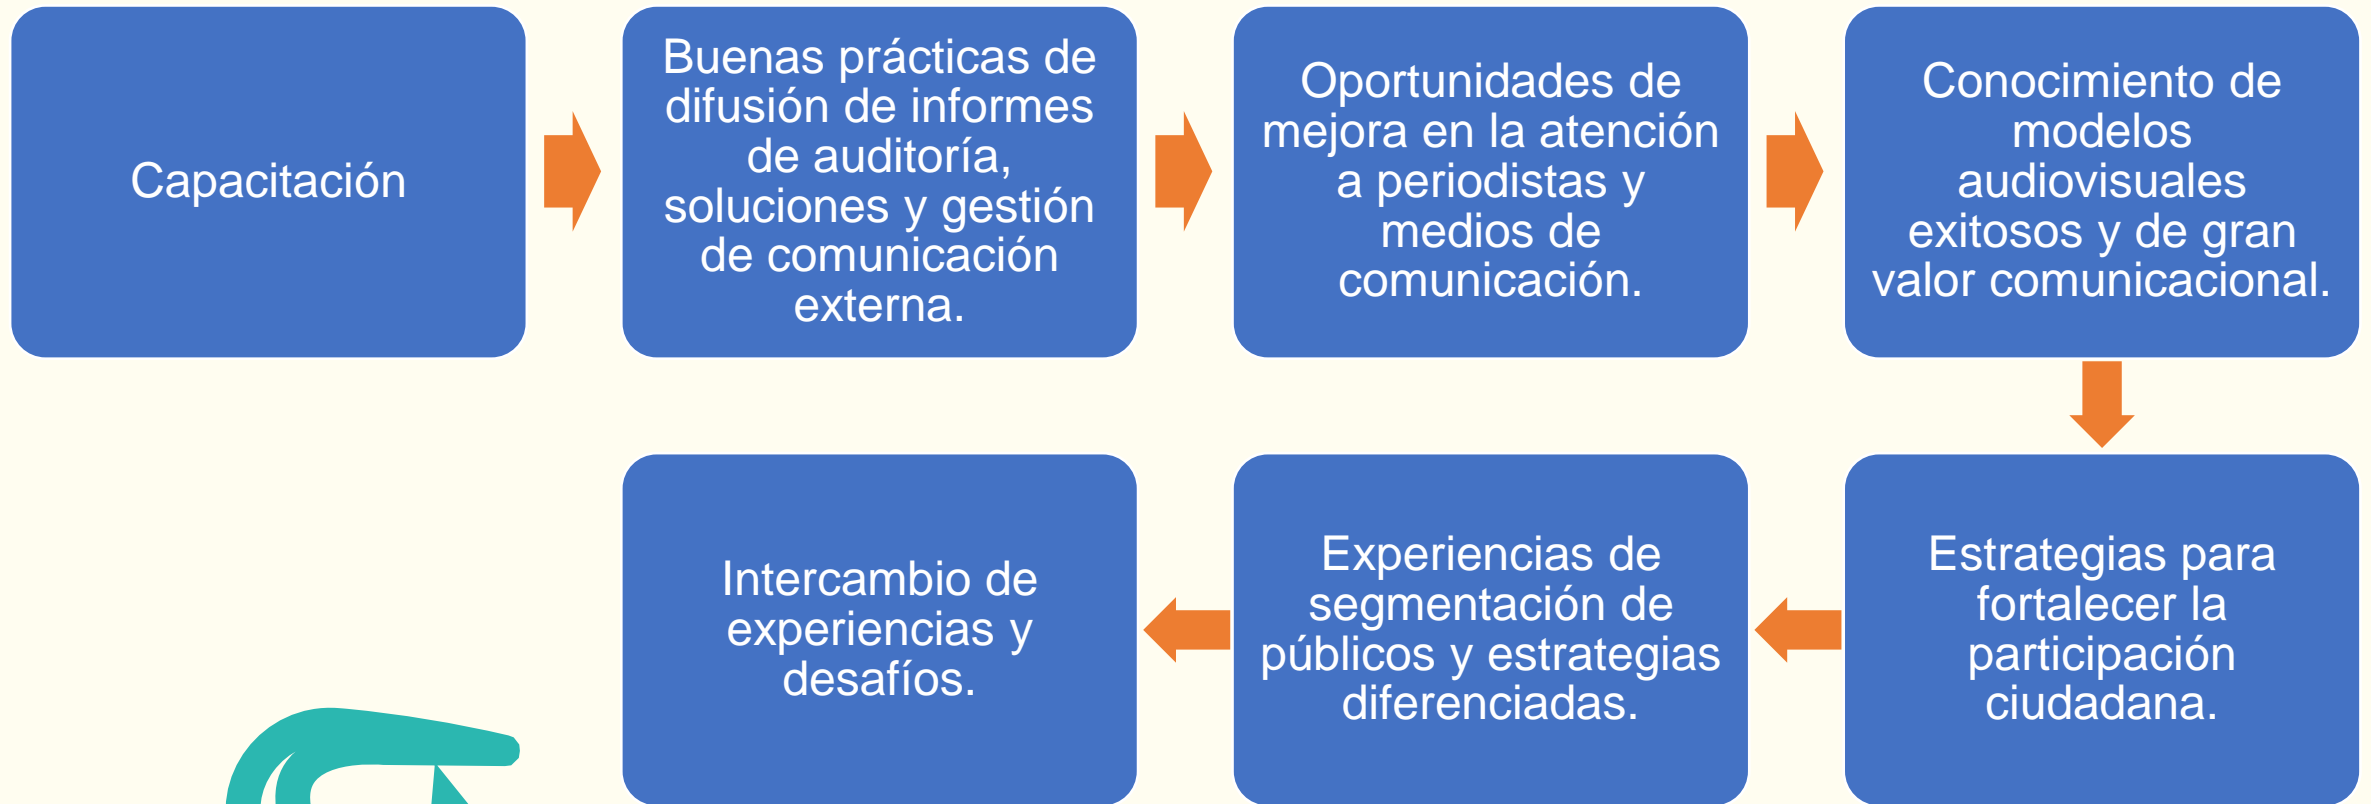 Capacitación
Buenas prácticas de
difusión de informes
de auditoría,
soluciones y gestión
de comunicación
externa.
Oportunidades de
mejora en la atención
a periodistas y
medios de
comunicación.
Conocimiento de
modelos
audiovisuales
exitosos y de gran
valor comunicacional.
Estrategias para
fortalecer la
participación
ciudadana.
Experiencias de
segmentación de
públicos y estrategias
diferenciadas.
Intercambio de
experiencias y
desafíos.